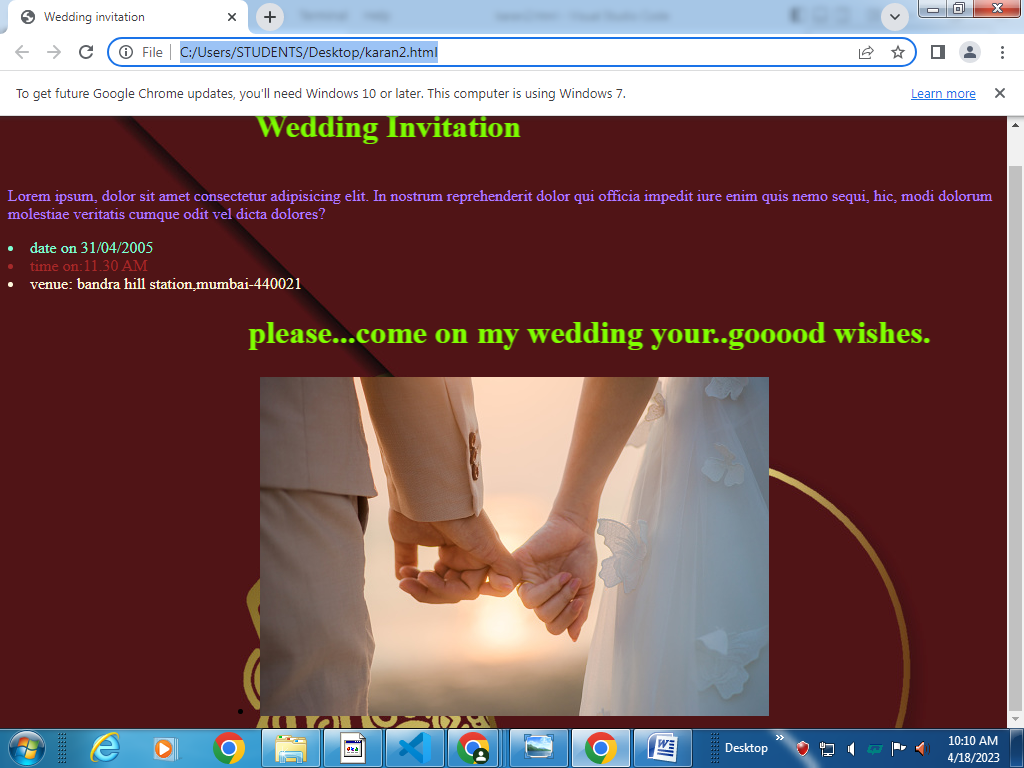 Wedding invitation
File
C:/Users/STUDENTS/Desktop/karan2.html
To get future Google Chrome updates, you'll need Windows 10 or later. This computer is using Windows 7.
Learn more
Wedding Invitation
Lorem ipsum, dolor sit amet consectetur adipisicing elit. In nostrum reprehenderit dolor qui officia impedit iure enim quis nemo sequi, hic, modi dolorum
molestiae veritatis cumque odit vel dicta dolores?
date on 31/04/2005
time on:11.30 AM
venue: bandra hill station,mumbai-440021
please...come on my wedding your..gooood wishes.
Desktop
10:10 AM
4/18/2023